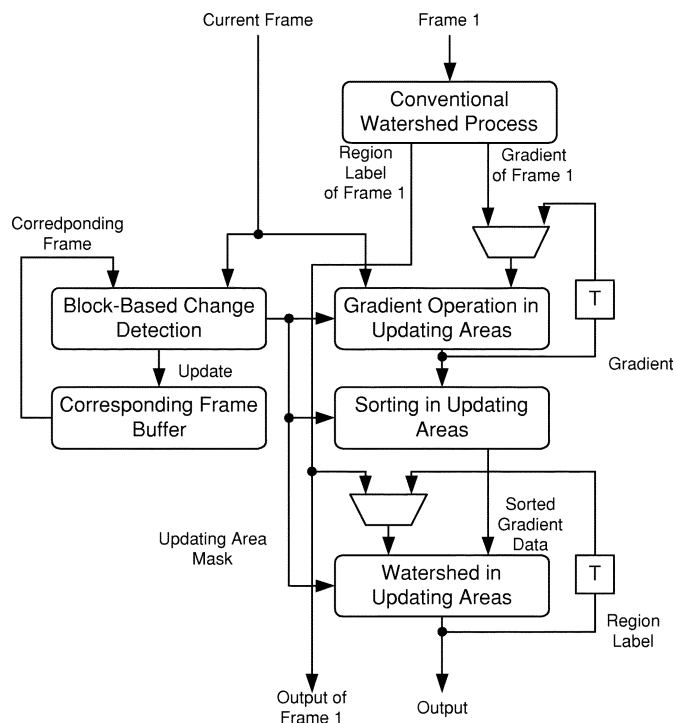 Current Frame
Frame 1
Conventional
Watershed Process
Region
Label
of Frame 1
Gradient
of Frame 1
Corredponding
Frame
T
Block-Based Change
Detection
Gradient Operation in
Updating Areas
Gradient
Update
Corresponding Frame
Buffer
Sorting in Updating
Areas
Sorted
Gradient
Data
Updating Area
Mask
Watershed in
Updating Areas
T
Region
Label
Output of
Frame 1
Output